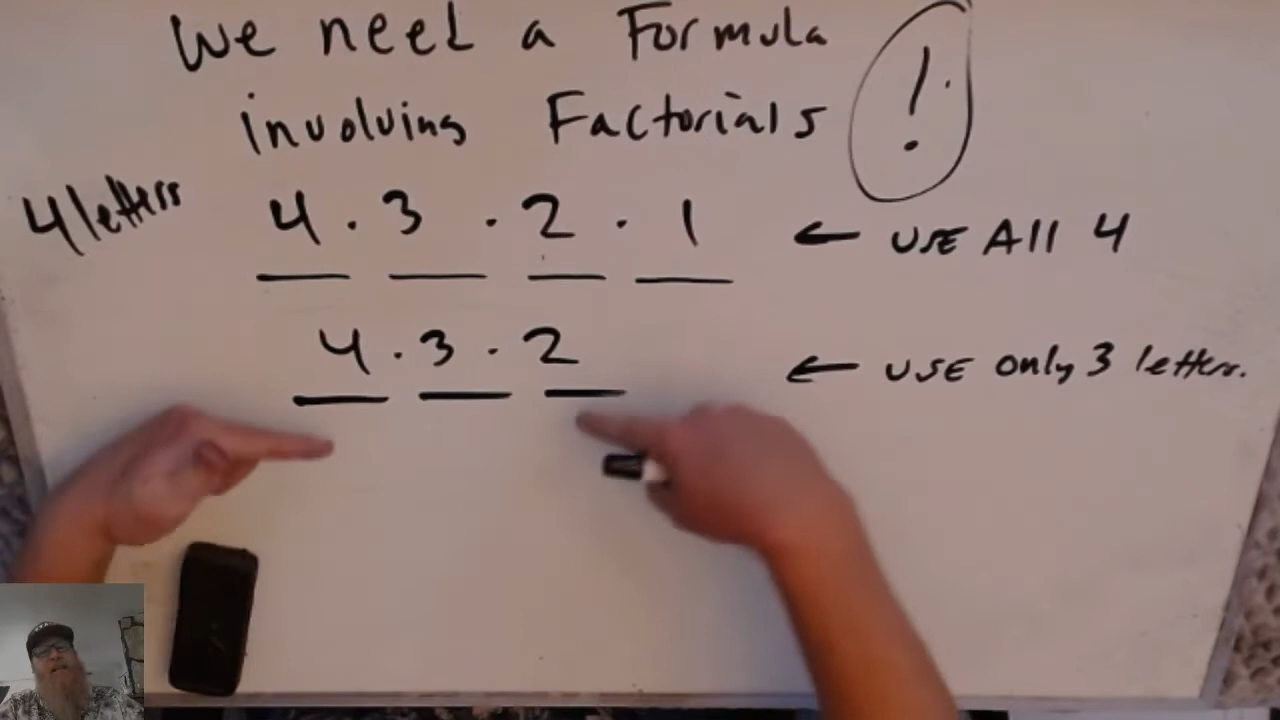 We need a Formula
involving Factorials !
4 letters 4 · 3 · 2 · 1 ← USE All 4
4 · 3 · 2 ← USE only 3 letters.